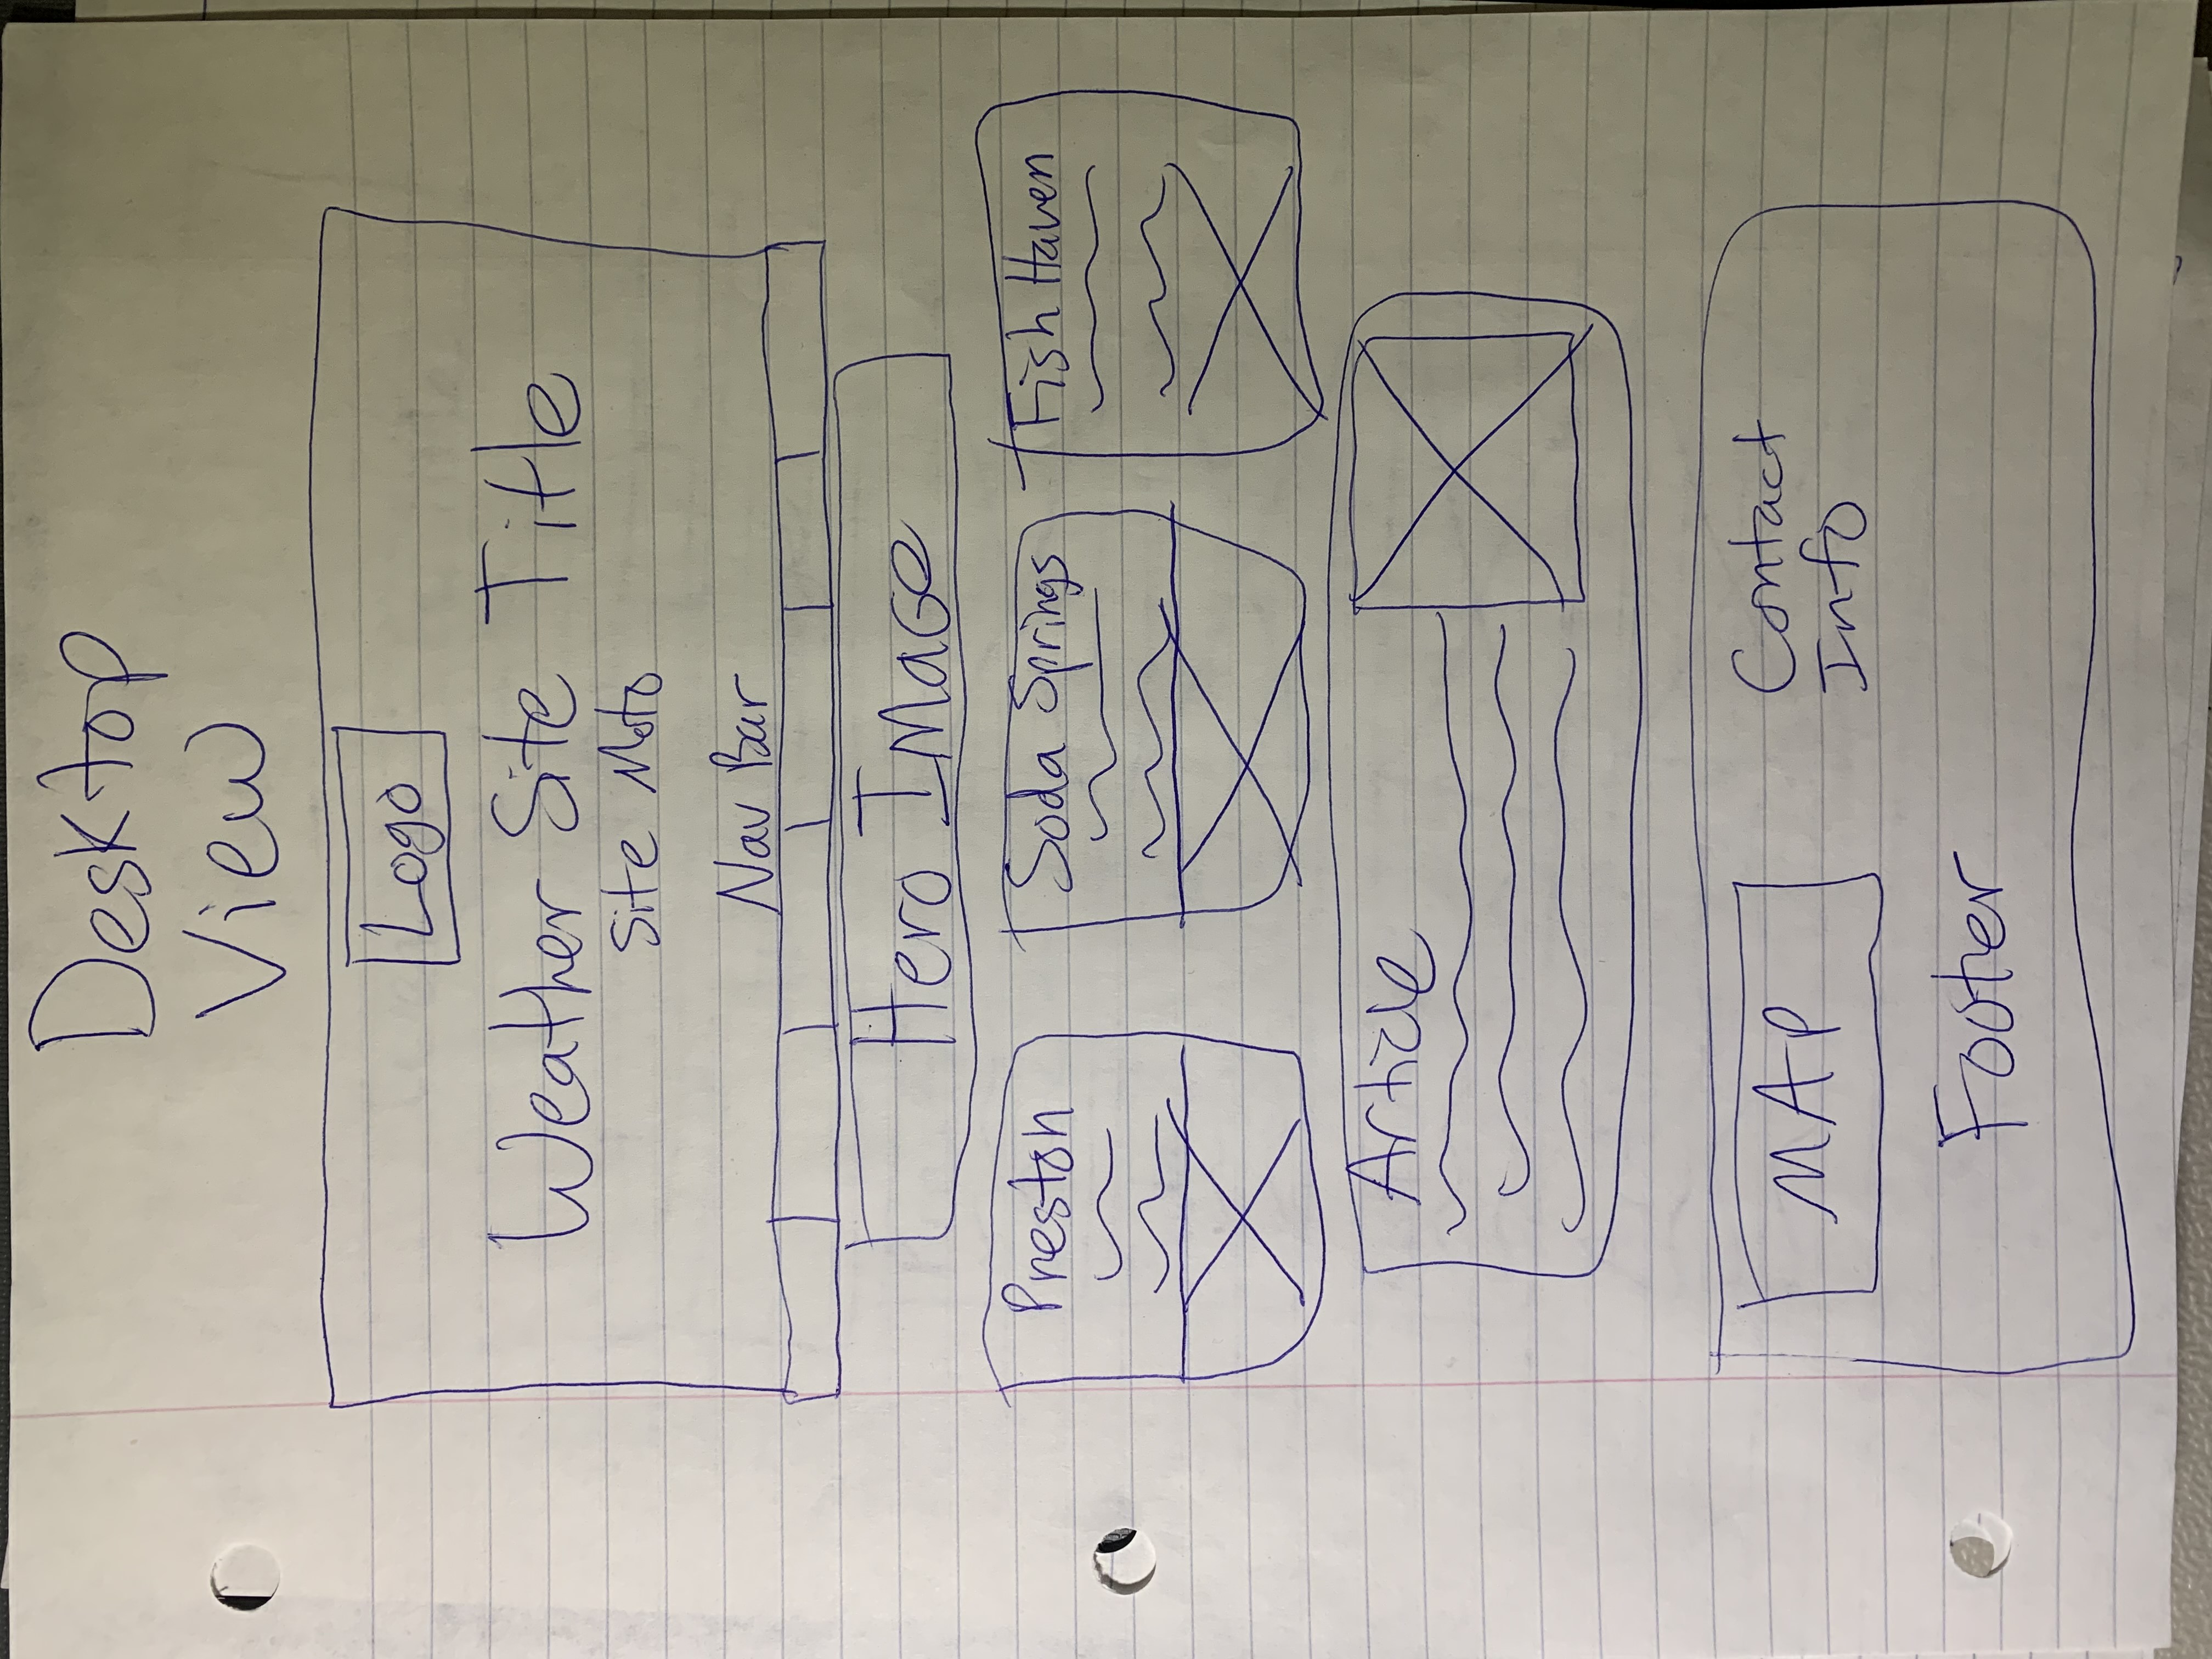 Desktop
View
Logo
Weather Site Title
Site Moto
Nav Bar
Hero Image
Preston
Soda Springs
Fish Haven
Article
MAP
Contact
Info
Footer